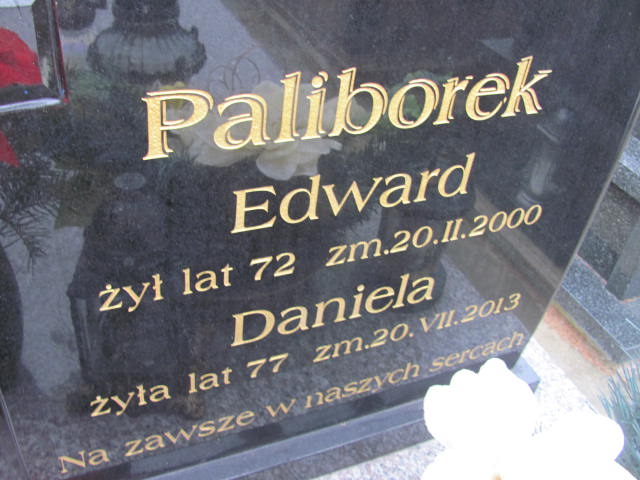 Paliborek
Edward
żył lat 72 zm.20.II.2000
Daniela
żyła lat 77 zm.20.VII.2013
Na zawsze w naszych sercach